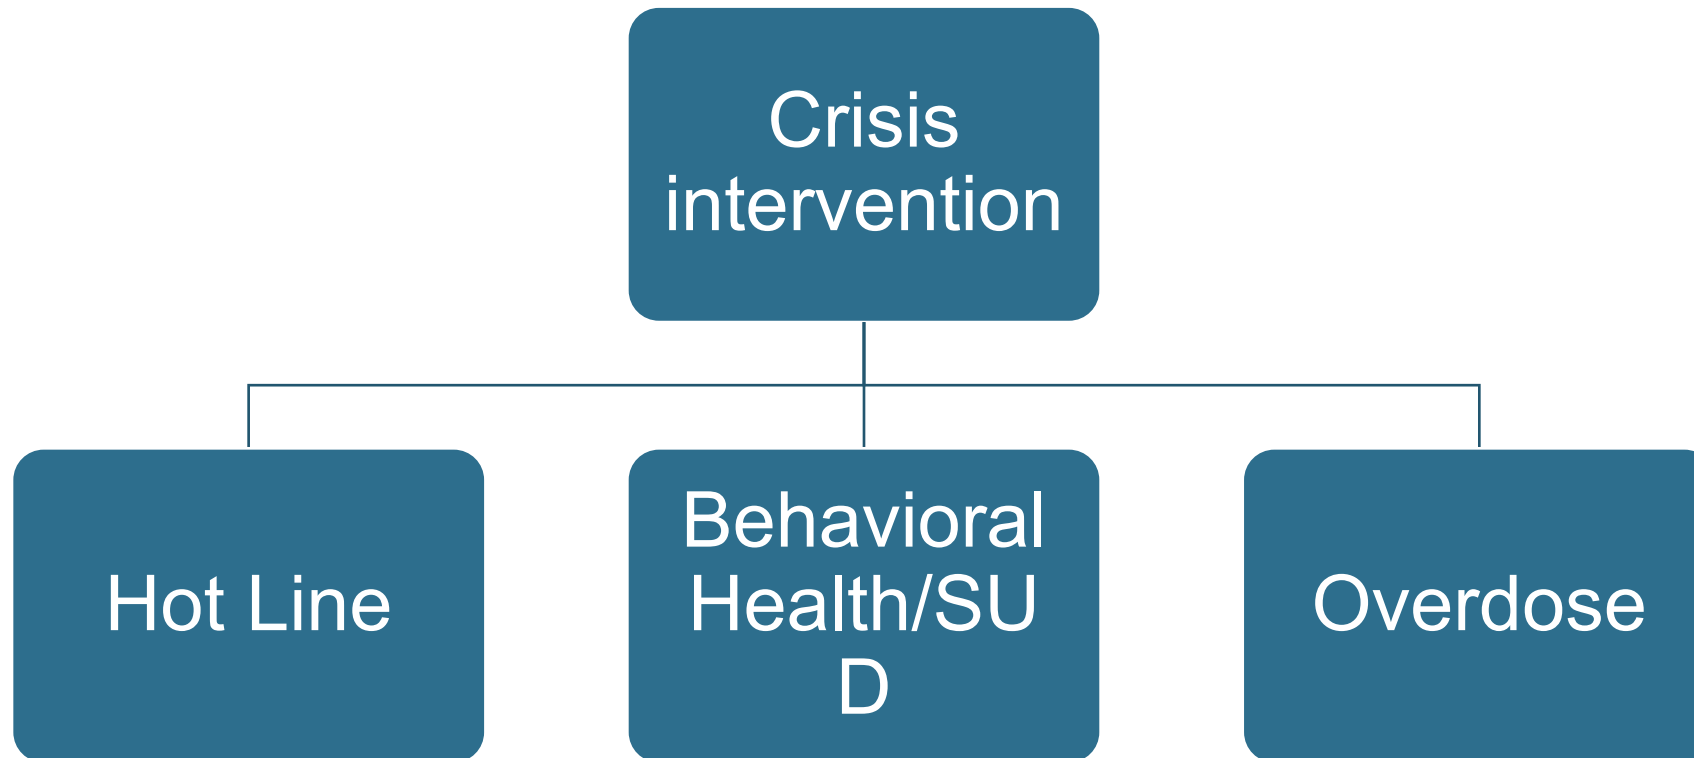 Crisis
intervention
Hot Line
Behavioral
Health/SU
D
Overdose